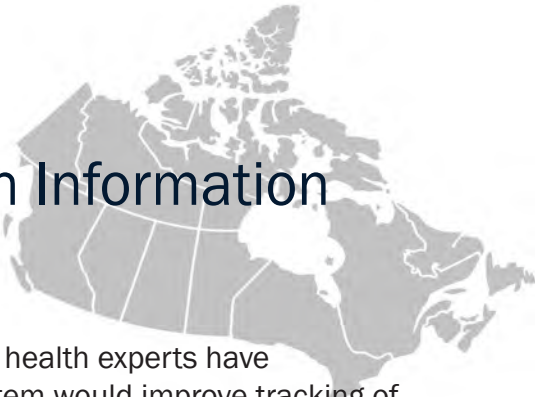 Information
health experts have
tem would improve tracking of